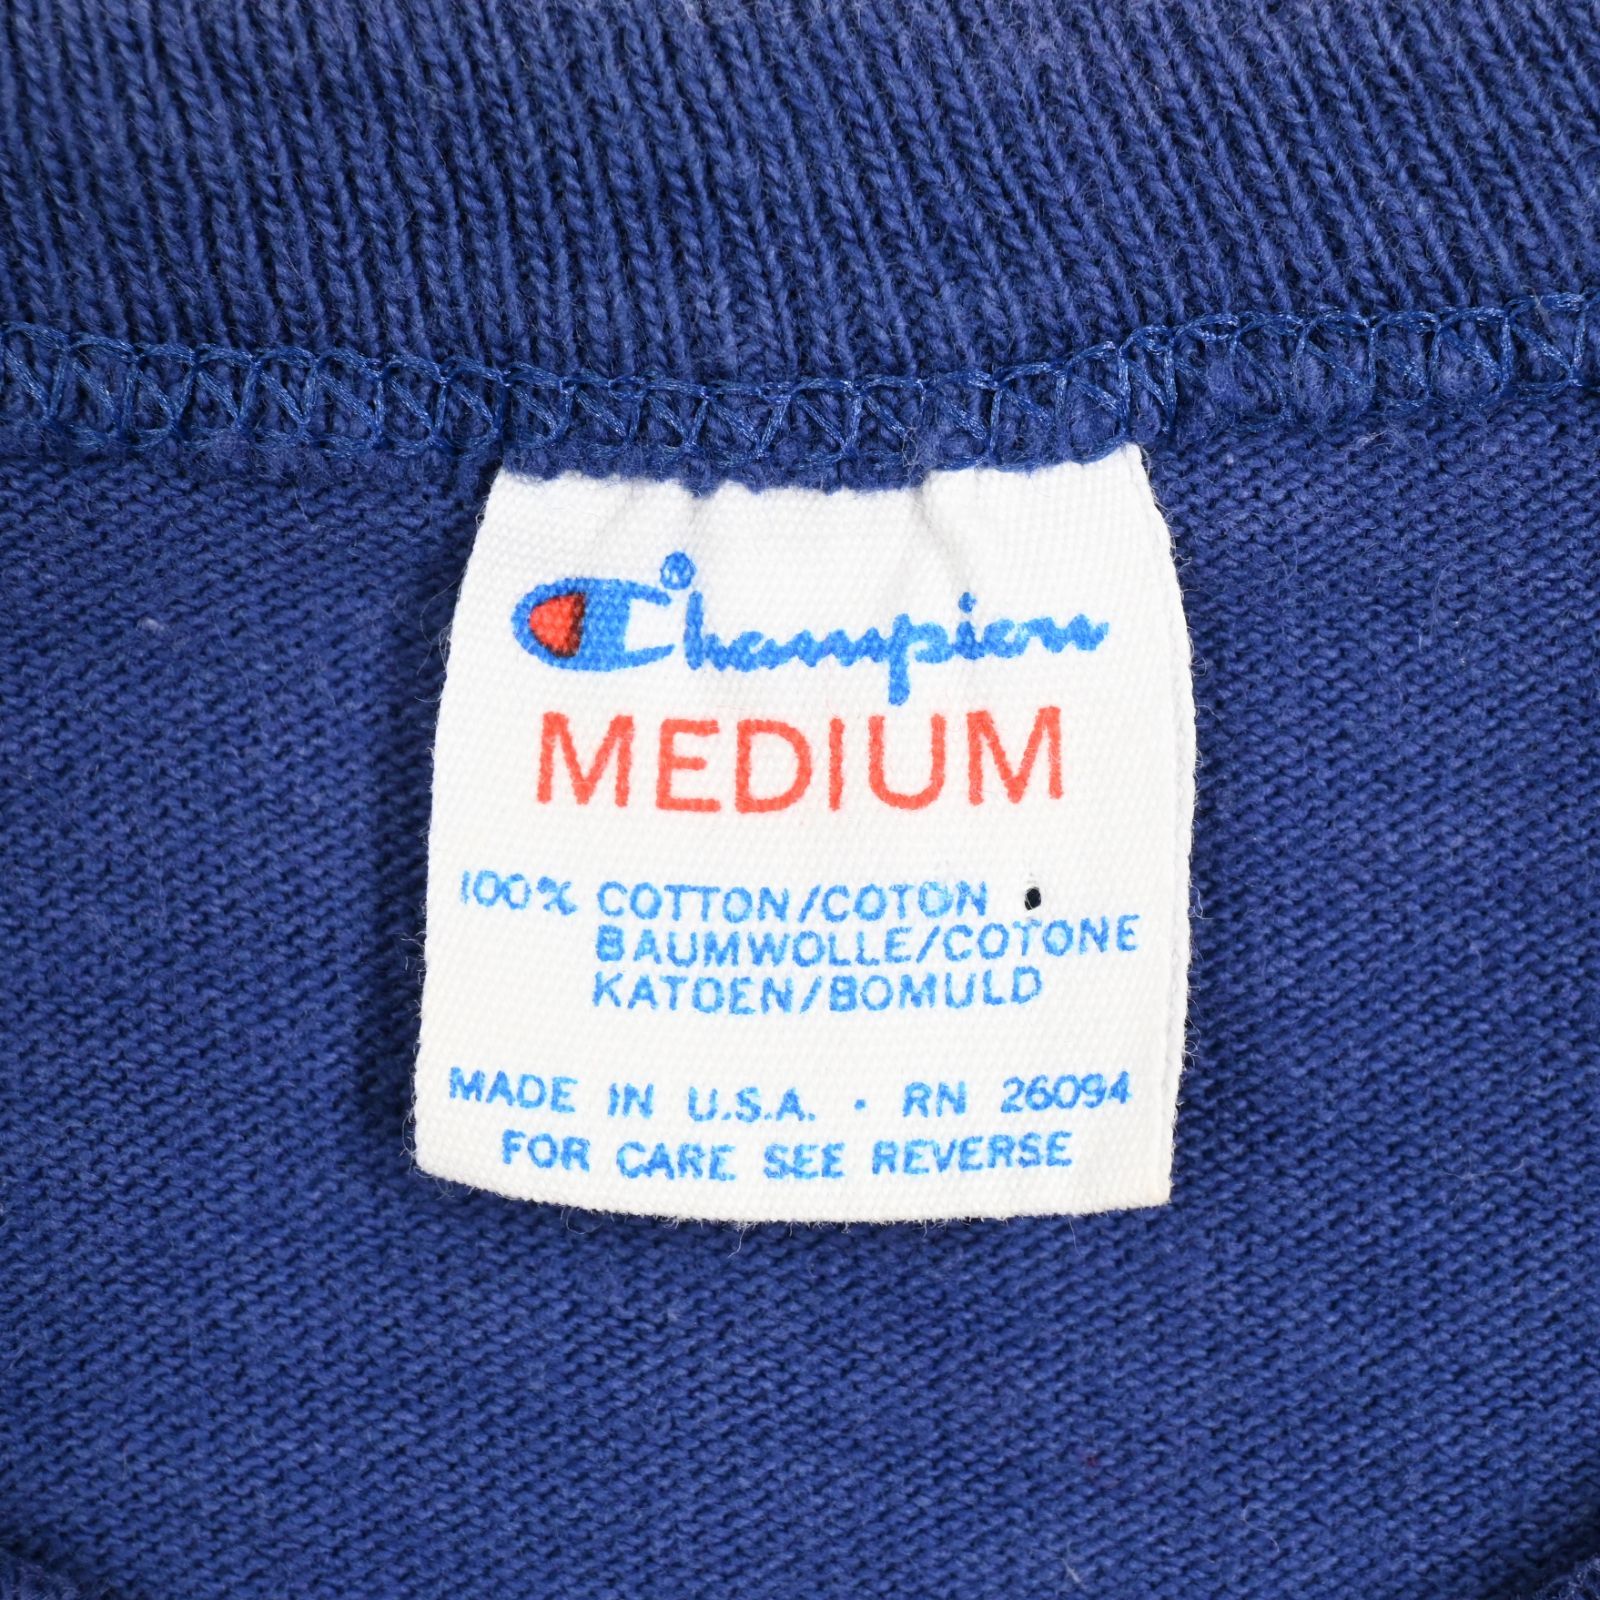 Champion®
MEDIUM
100% COTTON/COTON
BAUMWOLLE/COTONE
KATOEN/BOMULD
MADE IN U.S.A. · RN 26094
FOR CARE SEE REVERSE